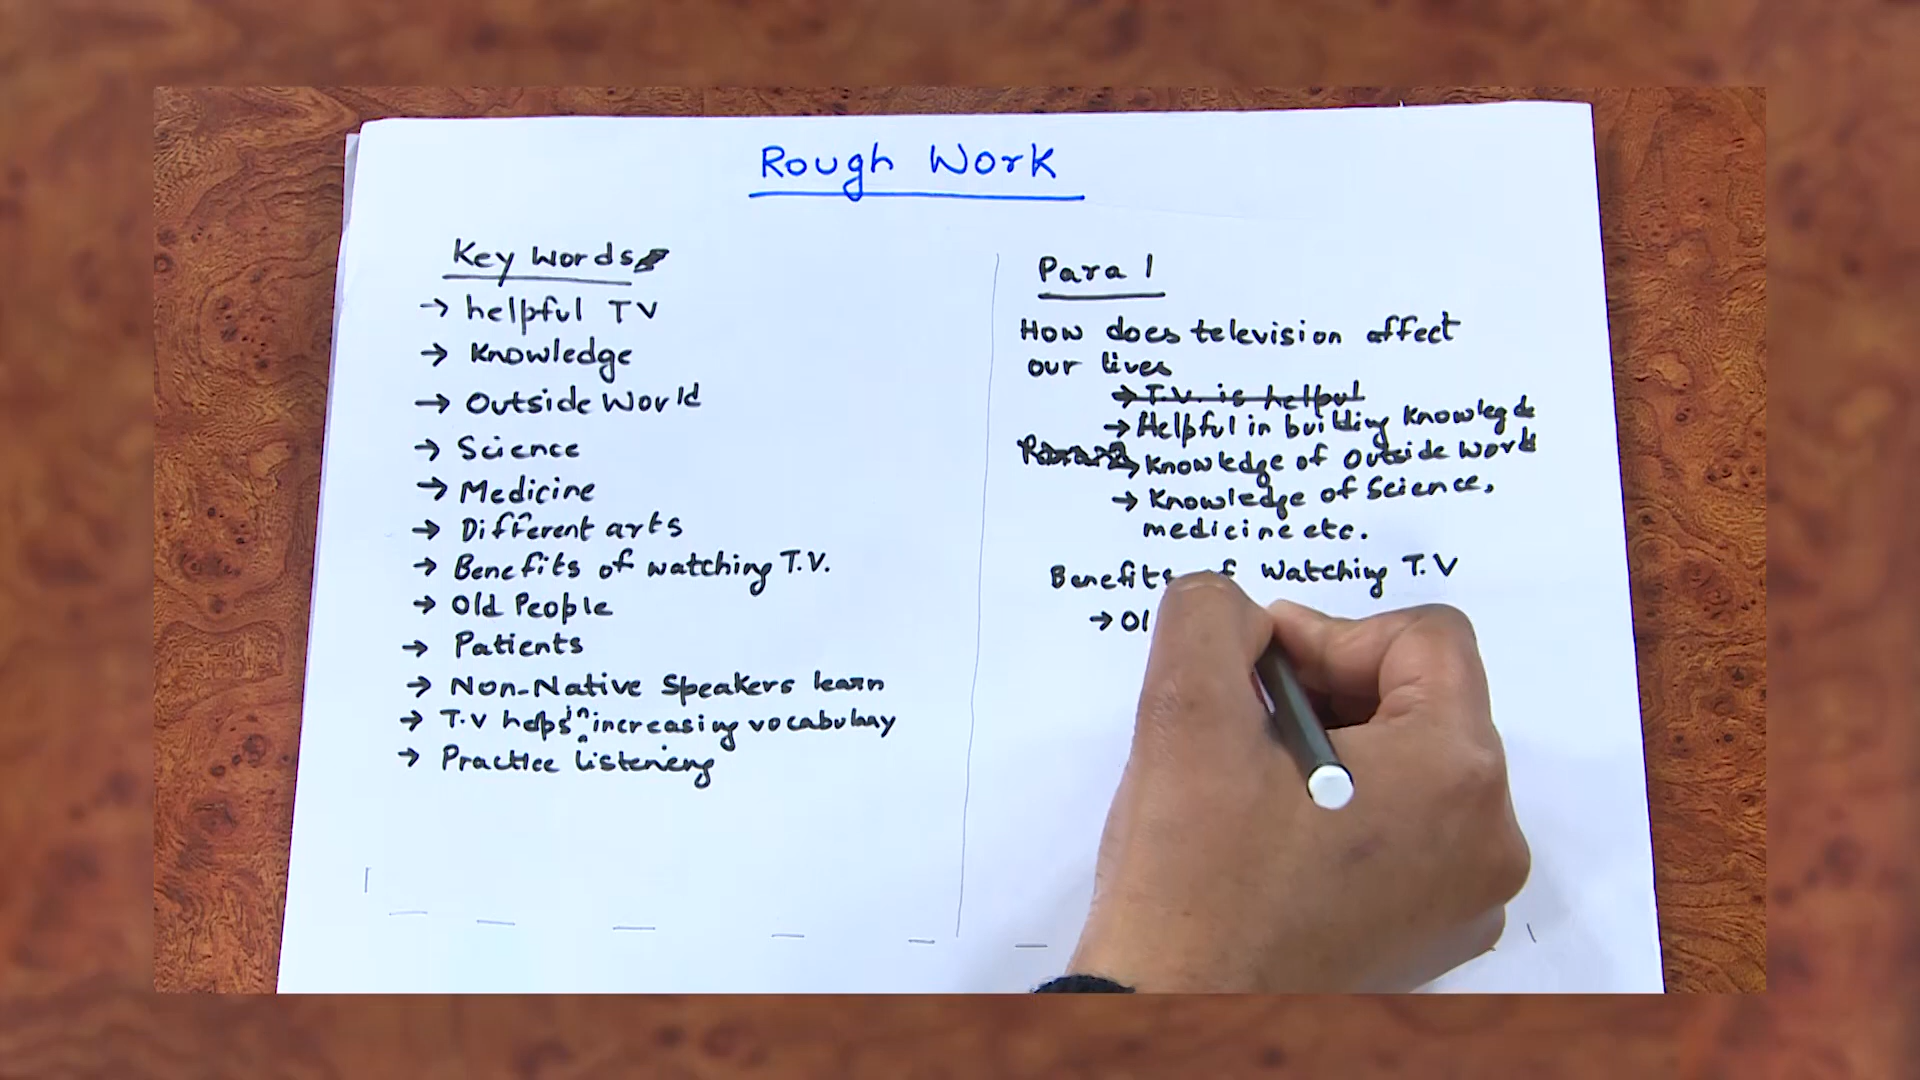 Rough Work
Key Words
→ helpful TV
→ Knowledge
→ Outside World
→ Science
→ Medicine
→ Different arts
→ Benefits of watching T.V.
→ Old People
→ Patients
→ Non-Native Speakers learn
→ T.V helps in increasing vocabulary
→ Practice listening
Para 1
How does television affect
our lives
→ T.V. is helpul
→ Helpful in building Knowlegde
→ Knowledge of Outside World
→ Knowledge of Science,
medicine etc.
Benefits of Watching T.V
→ Ol